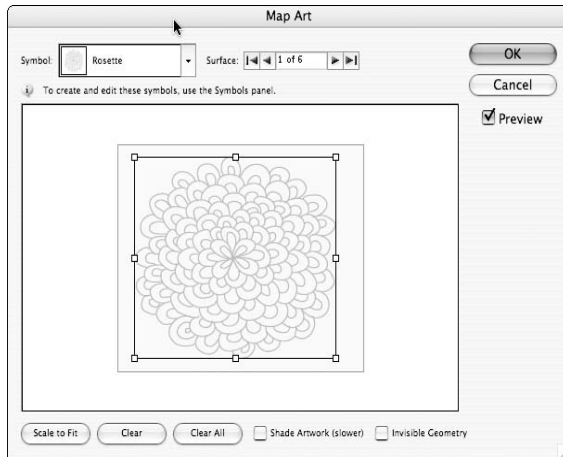 Map Art
Symbol: Rosette Surface: 1 of 6
OK
To create and edit these symbols, use the Symbols panel.
Cancel
Preview
Scale to Fit Clear Clear All Shade Artwork (slower) Invisible Geometry